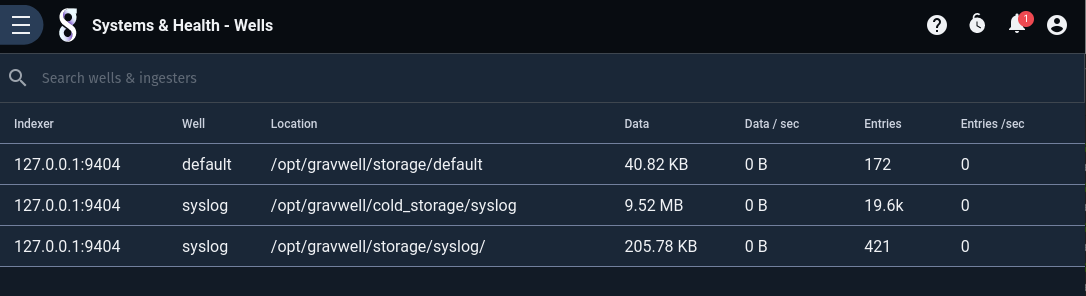 Systems & Health - Wells
1
Search wells & ingesters
Indexer Well Location Data Data / sec Entries Entries /sec
127.0.0.1:9404 default /opt/gravwell/storage/default 40.82 KB 0 B 172 0
127.0.0.1:9404 syslog /opt/gravwell/cold_storage/syslog 9.52 MB 0 B 19.6k 0
127.0.0.1:9404 syslog /opt/gravwell/storage/syslog/ 205.78 KB 0 B 421 0